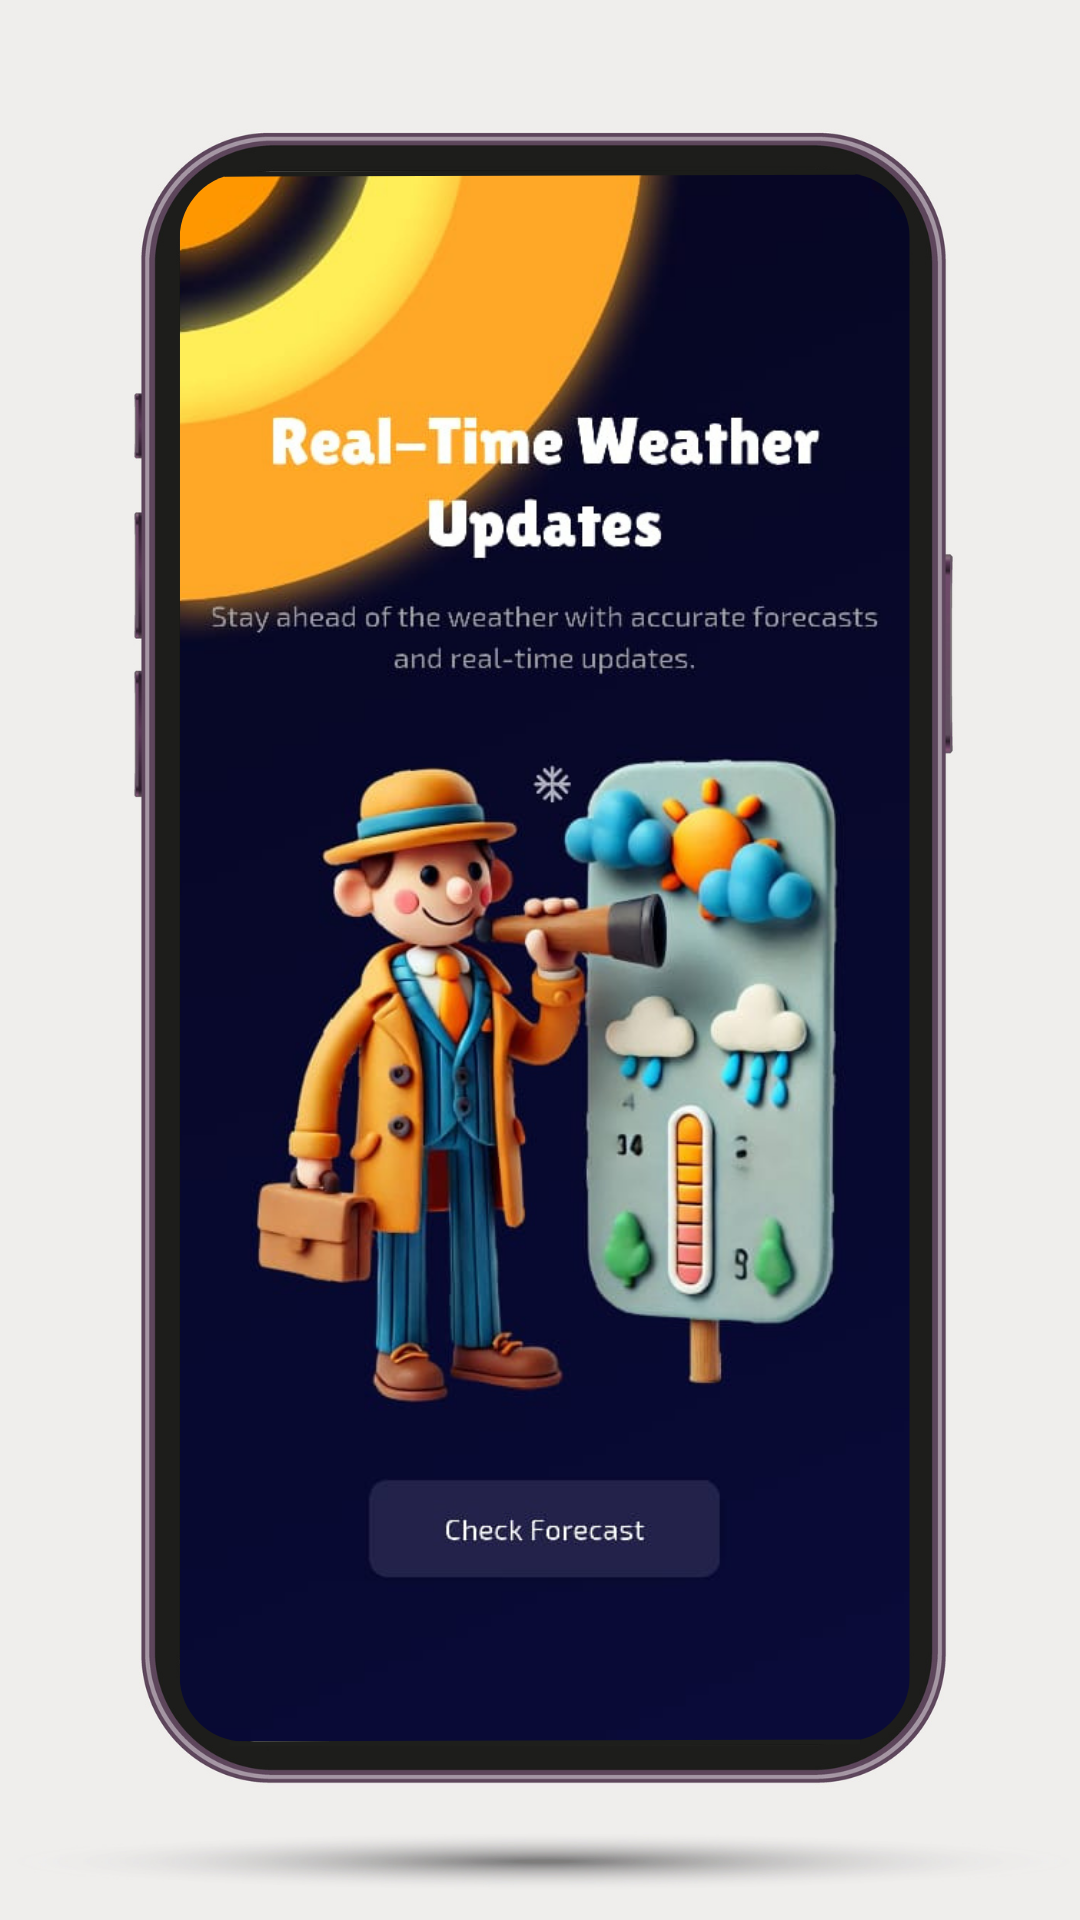 Real-Time Weather
Updates
Stay ahead of the weather with accurate forecasts
and real-time updates.
4
34
9
Check Forecast